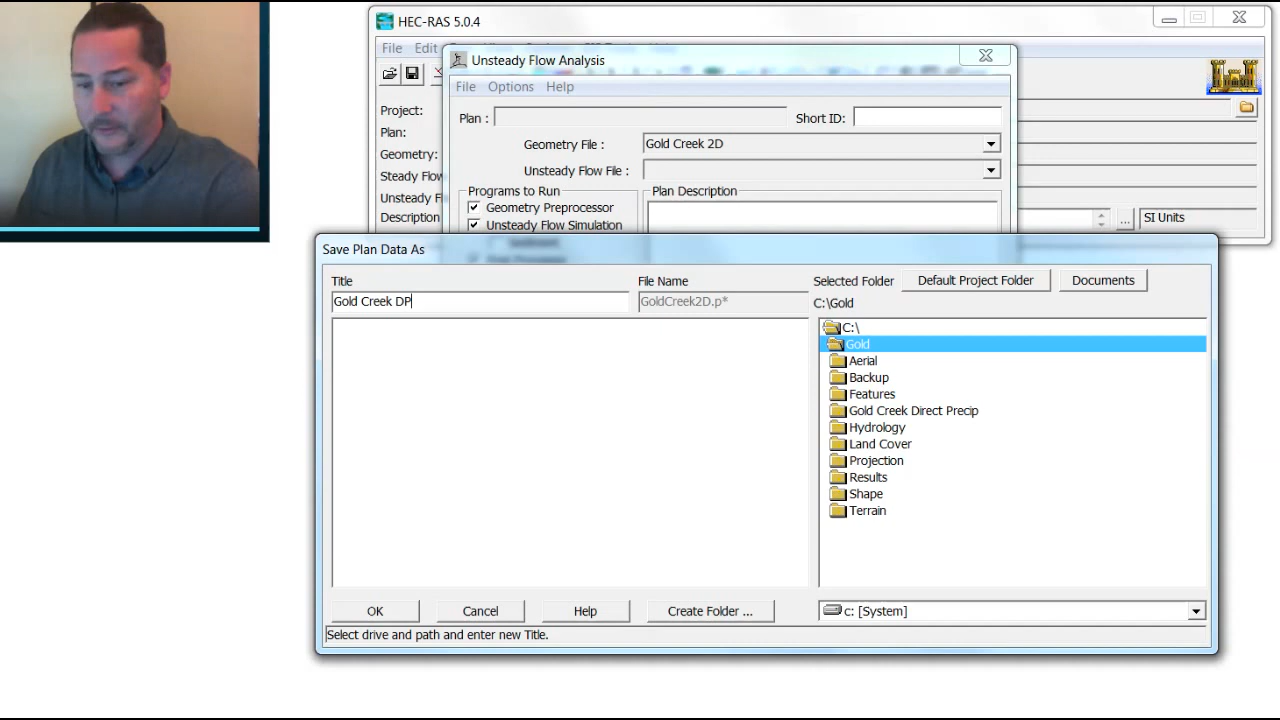 HEC-RAS 5.0.4
File Edit
Unsteady Flow Analysis
File Options Help
Project:
Plan:
Geometry:
Steady Flow
Unsteady Fl
Description
Plan :
Short ID:
Geometry File : Gold Creek 2D
Unsteady Flow File :
Programs to Run
Plan Description
Geometry Preprocessor
Unsteady Flow Simulation
... SI Units
Save Plan Data As
Title
File Name
Selected Folder
Default Project Folder
Documents
Gold Creek DP
GoldCreek2D.p*
C:\Gold
C:\
Gold
Aerial
Backup
Features
Gold Creek Direct Precip
Hydrology
Land Cover
Projection
Results
Shape
Terrain
OK Cancel Help Create Folder ... c: [System]
Select drive and path and enter new Title.